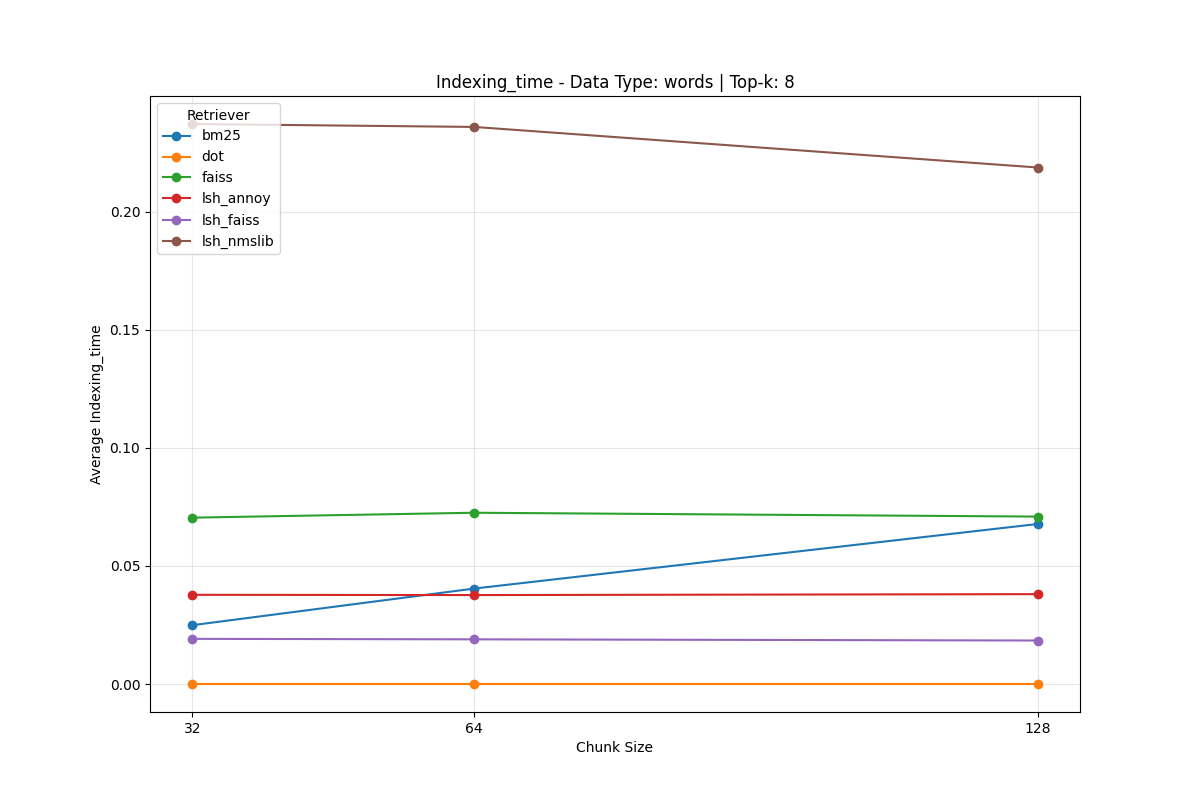 Indexing_time - Data Type: words | Top-k: 8
Retriever
bm25
dot
faiss
lsh_annoy
lsh_faiss
lsh_nmslib
Average Indexing_time
0.20
0.15
0.10
0.05
0.00
32
64
128
Chunk Size